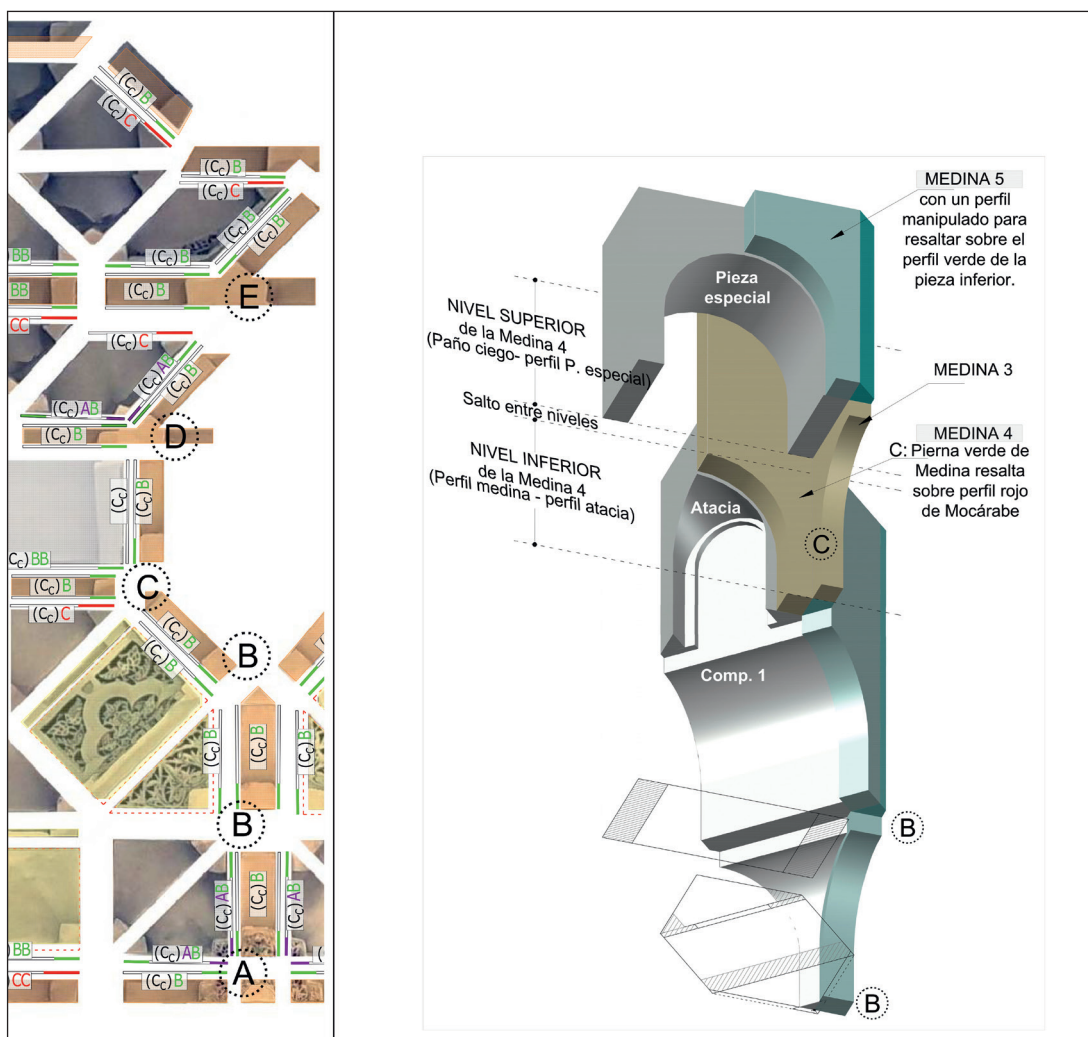 (Cc)B
(Cc)C
(Cc)B
(Cc)C
(Cc)B
(Cc)B
BB
(Cc)B
BB
(Cc)B
E
CC
(Cc)C
(Cc)AB
(Cc)B
(Cc)AB
(Cc)B
D
(Cc)
(Cc)B
Cc)BB
(Cc)B
C
(Cc)C
(Cc)B
(Cc)B
B
(Cc)B
(Cc)B
(Cc)B
B
(Cc)AB
(Cc)B
(Cc)AB
BB
(Cc)AB
(Cc)
CC
(Cc)B
A
(Cc)
MEDINA 5
con un perfil
manipulado para
resaltar sobre el
perfil verde de la
pieza inferior.
Pieza
especial
NIVEL SUPERIOR
de la Medina 4
(Paño ciego- perfil P. especial)
MEDINA 3
Salto entre niveles
MEDINA 4
C: Pierna verde de
Medina resalta
sobre perfil rojo
de Mocárabe
NIVEL INFERIOR
de la Medina 4
(Perfil medina - perfil atacia)
Atacia
C
Comp. 1
B
B